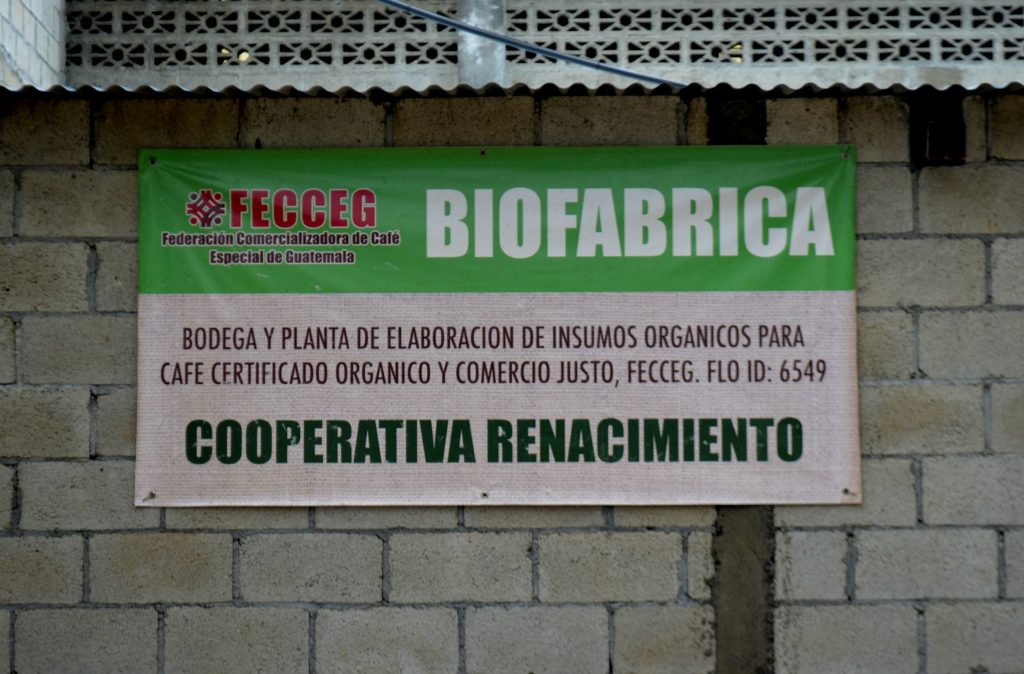 FECCEG
Federación Comercializadora de Café
Especial de Guatemala
BIOFABRICA
BODEGA Y PLANTA DE ELABORACION DE INSUMOS ORGANICOS PARA
CAFE CERTIFICADO ORGANICO Y COMERCIO JUSTO, FECCEG. FLO ID: 6549
COOPERATIVA RENACIMIENTO